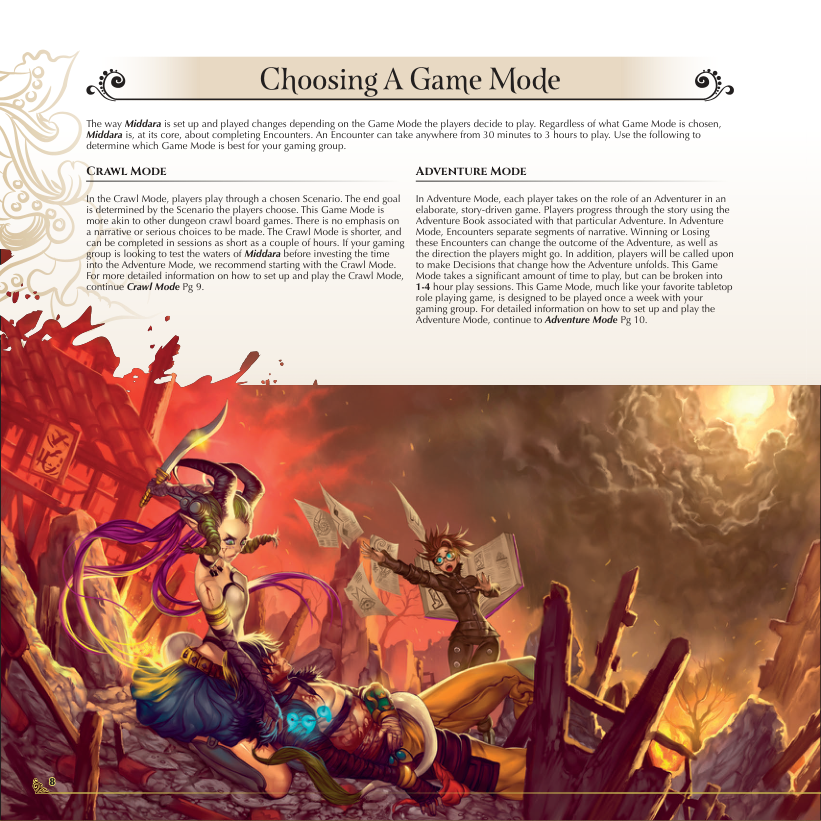 Choosing A Game Mode
The way Middara is set up and played changes depending on the Game Mode the players decide to play. Regardless of what Game Mode is chosen,
Middara is, at its core, about completing Encounters. An Encounter can take anywhere from 30 minutes to 3 hours to play. Use the following to
determine which Game Mode is best for your gaming group.
Crawl Mode
In the Crawl Mode, players play through a chosen Scenario. The end goal
is determined by the Scenario the players choose. This Game Mode is
more akin to other dungeon crawl board games. There is no emphasis on
a narrative or serious choices to be made. The Crawl Mode is shorter, and
can be completed in sessions as short as a couple of hours. If your gaming
group is looking to test the waters of Middara before investing the time
into the Adventure Mode, we recommend starting with the Crawl Mode.
For more detailed information on how to set up and play the Crawl Mode,
continue Crawl Mode Pg 9.
Adventure Mode
In Adventure Mode, each player takes on the role of an Adventurer in an
elaborate, story-driven game. Players progress through the story using the
Adventure Book associated with that particular Adventure. In Adventure
Mode, Encounters separate segments of narrative. Winning or Losing
these Encounters can change the outcome of the Adventure, as well as
the direction the players might go. In addition, players will be called upon
to make Decisions that change how the Adventure unfolds. This Game
Mode takes a significant amount of time to play, but can be broken into
1-4 hour play sessions. This Game Mode, much like your favorite tabletop
role playing game, is designed to be played once a week with your
gaming group. For detailed information on how to set up and play the
Adventure Mode, continue to Adventure Mode Pg 10.
8